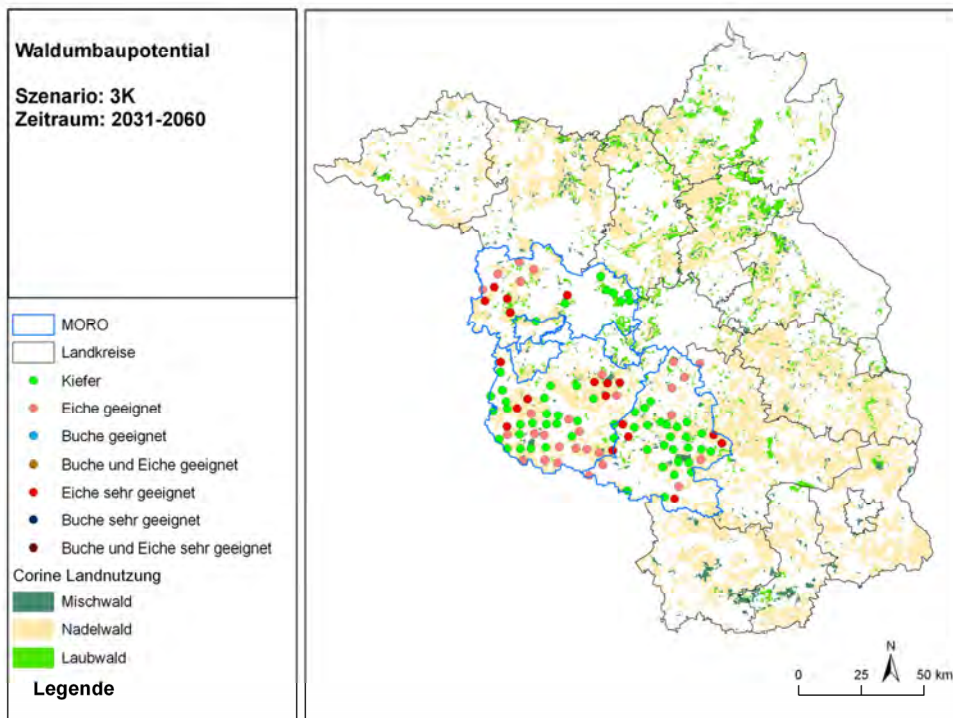 Waldumbaupotential
Szenario: 3K
Zeitraum: 2031-2060
MORO
Landkreise
Kiefer
Eiche geeignet
Buche geeignet
Buche und Eiche geeignet
Eiche sehr geeignet
Buche sehr geeignet
Buche und Eiche sehr geeignet
Corine Landnutzung
Mischwald
Nadelwald
Laubwald
Legende
N
0 25 50 km